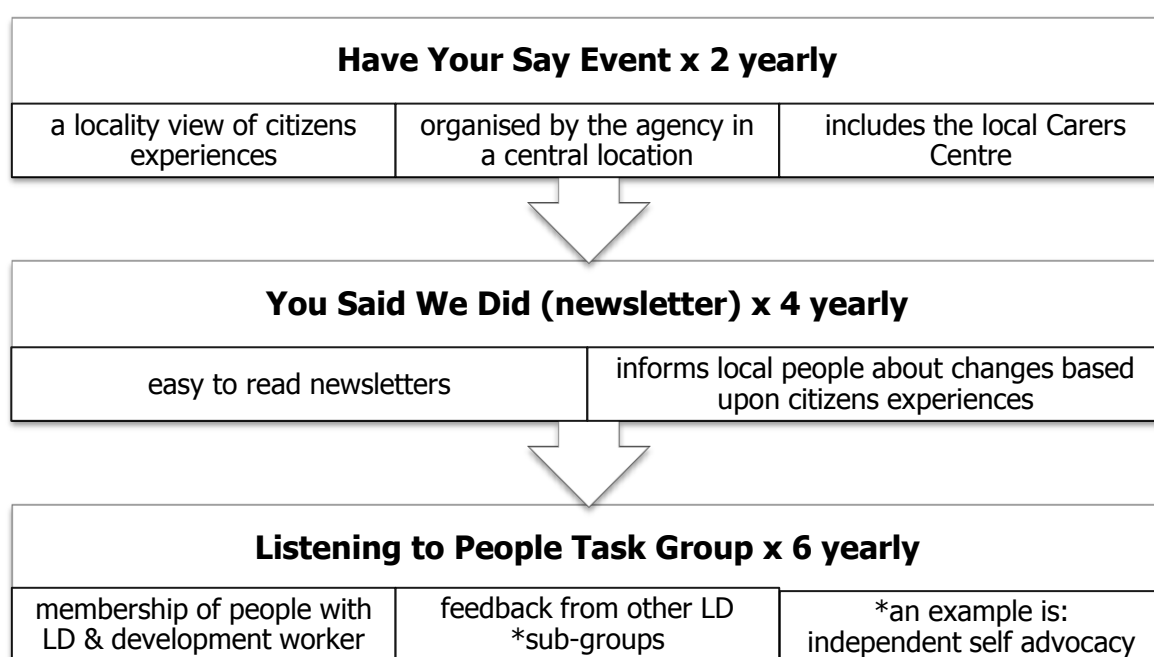 Have Your Say Event x 2 yearly
a locality view of citizens
experiences
organised by the agency in
a central location
includes the local Carers
Centre
You Said We Did (newsletter) x 4 yearly
easy to read newsletters
informs local people about changes based
upon citizens experiences
Listening to People Task Group x 6 yearly
membership of people with
LD & development worker
feedback from other LD
*sub-groups
*an example is:
independent self advocacy